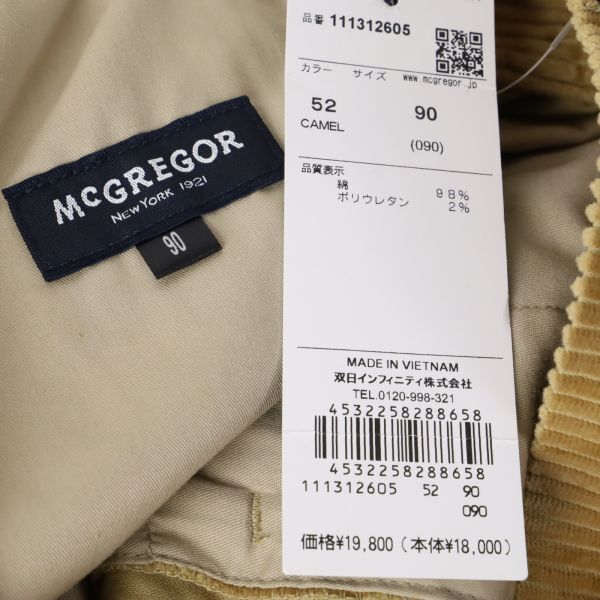 McGREGOR
NEW YORK 1921
90
品番 111312605
カラー サイズ www.mcgregor.jp
52 90
CAMEL (090)
品質表示
綿 98%
ポリウレタン 2%
MADE IN VIETNAM
双日インフィニティ株式会社
TEL.0120-998-321
4532258288658
4532258288658
111312605 52 90
090
価格¥19,800(本体¥18,000)